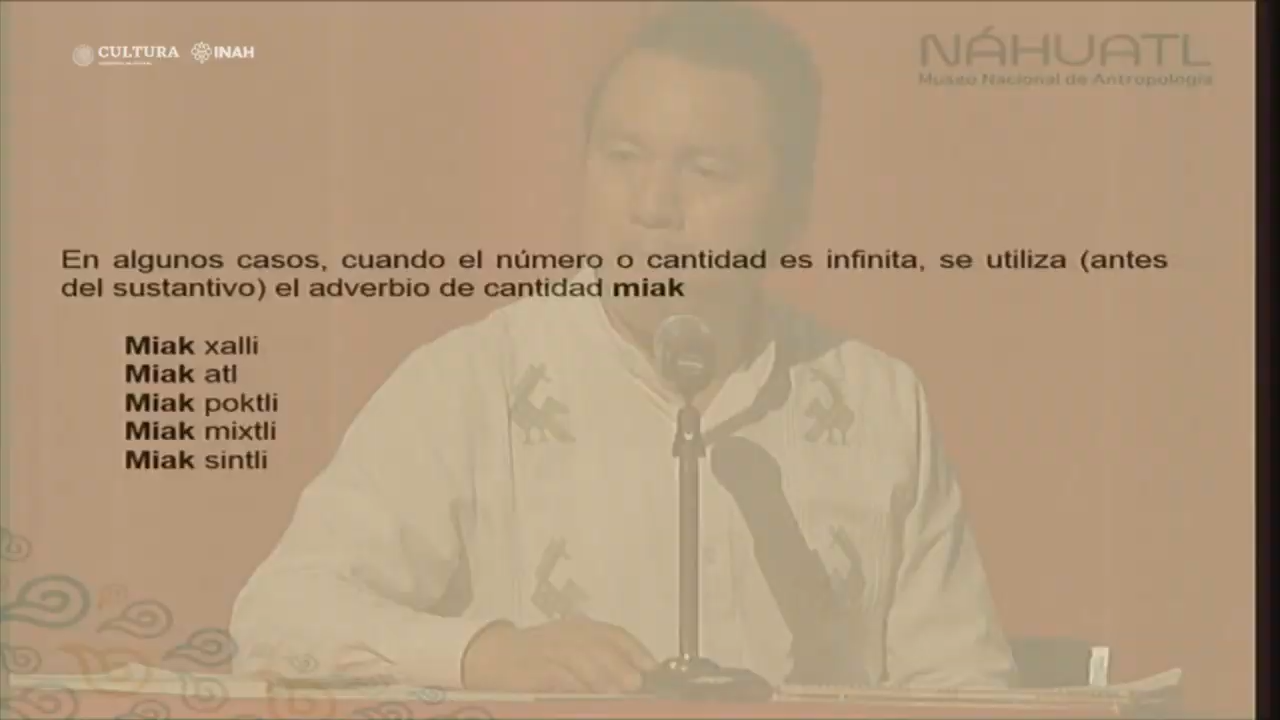 CULTURA INAH
NÁHUATL
Museo Nacional de Antropología
En algunos casos, cuando el número o cantidad es infinita, se utiliza (antes
del sustantivo) el adverbio de cantidad miak
Miak xalli
Miak atl
Miak poktli
Miak mixtli
Miak sintli